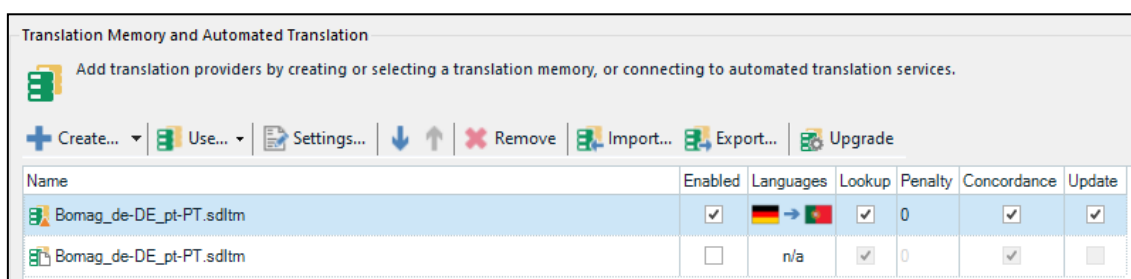 Translation Memory and Automated Translation
Add translation providers by creating or selecting a translation memory, or connecting to automated translation services.
Create... Use... Settings... Remove Import... Export... Upgrade
Name Enabled Languages Lookup Penalty Concordance Update
Bomag_de-DE_pt-PT.sdltm 0
Bomag_de-DE_pt-PT.sdltm n/a 0